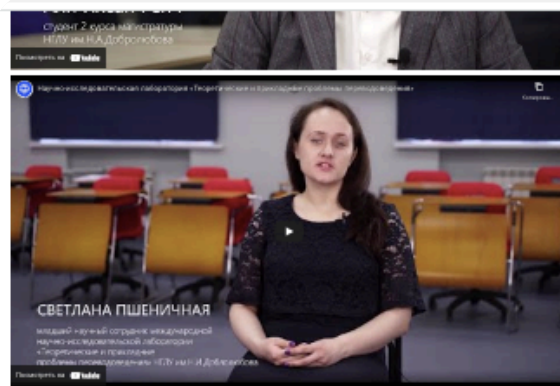 студент 2 курса магистратуры
НГЛУ им Н.А.Добролюбова
Посмотреть на YouTube
Научно-исследовательская лаборатория «Теоретические и прикладные проблемы переводоведения»
СВЕТЛАНА ПШЕНИЧНАЯ
младший научный сотрудник международной
научно-исследовательской лаборатории
«Теоретические и прикладные
проблемы переводоведения» НГЛУ им Н.А.Добролюбова
Посмотреть на YouTube